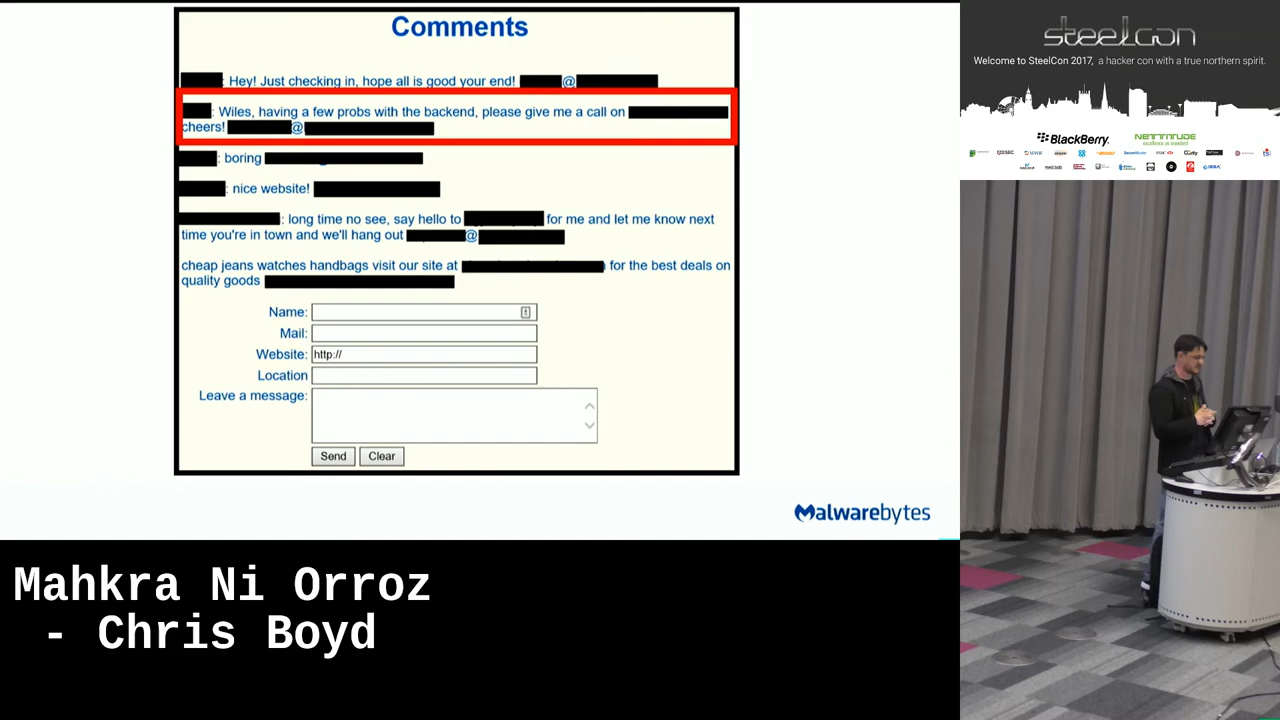 Comments
: Hey! Just checking in, hope all is good your end! @
: Wiles, having a few probs with the backend, please give me a call on
cheers! @
: boring
: nice website!
: long time no see, say hello to for me and let me know next
time you're in town and we'll hang out @
cheap jeans watches handbags visit our site at for the best deals on
quality goods
Name:
Mail:
Website: http://
Location
Leave a message:
Send Clear
Malwarebytes
Mahkra Ni Orroz
- Chris Boyd
steelcon
Welcome to SteelCon 2017, a hacker con with a true northern spirit.
BlackBerry
NETTITUDE